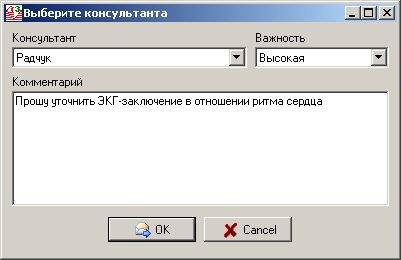 Выберите консультанта
Консультант Важность
Радчук Высокая
Комментарий
Прошу уточнить ЭКГ-заключение в отношении ритма сердца
OK Cancel